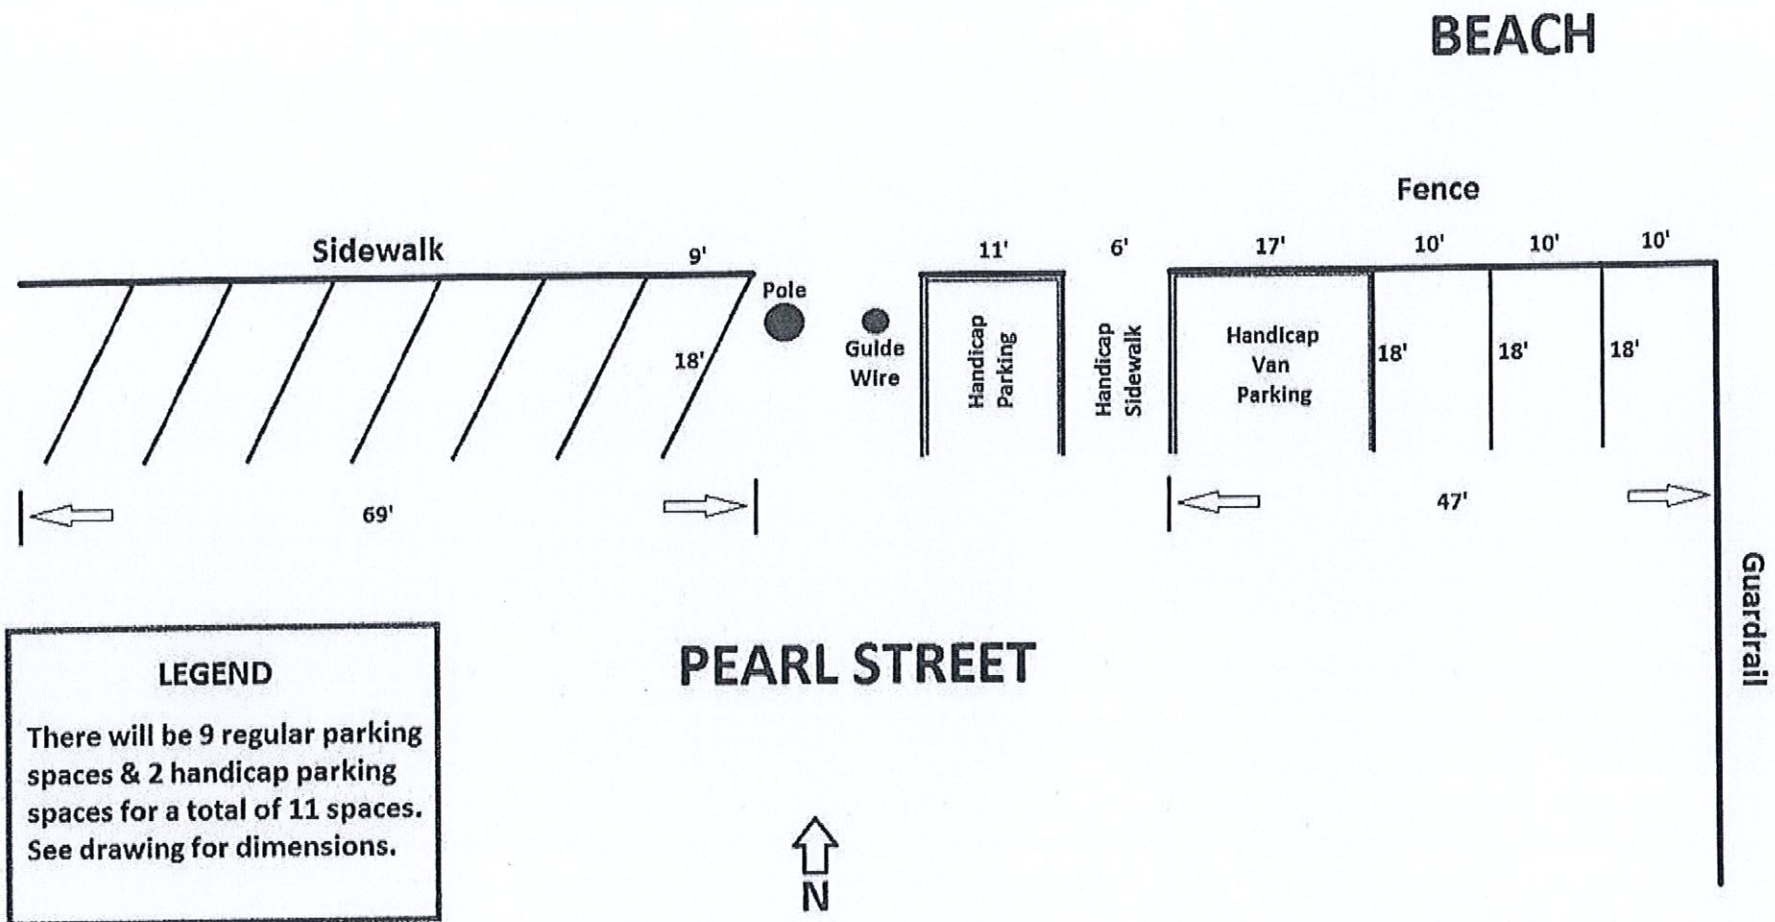 BEACH
Fence
Sidewalk
9'
11'
6'
17'
10'
10'
10'
Pole
Guide
Wire
18'
Handicap
Parking
Handicap
Sidewalk
Handicap
Van
Parking
18'
18'
18'
69'
47'
Guardrail
PEARL STREET
LEGEND
There will be 9 regular parking
spaces & 2 handicap parking
spaces for a total of 11 spaces.
See drawing for dimensions.
N